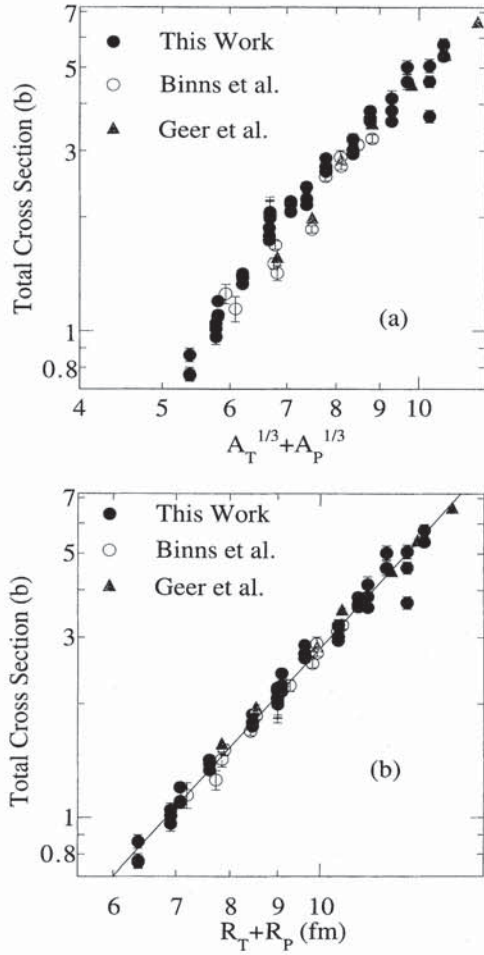 7
5
3
1
0.8
Total Cross Section (b)
This Work
Binns et al.
Geer et al.
(a)
4 5 6 7 8 9 10
A_T^{1/3}+A_P^{1/3}
7
5
3
1
0.8
Total Cross Section (b)
This Work
Binns et al.
Geer et al.
(b)
6 7 8 9 10
R_T+R_P (fm)